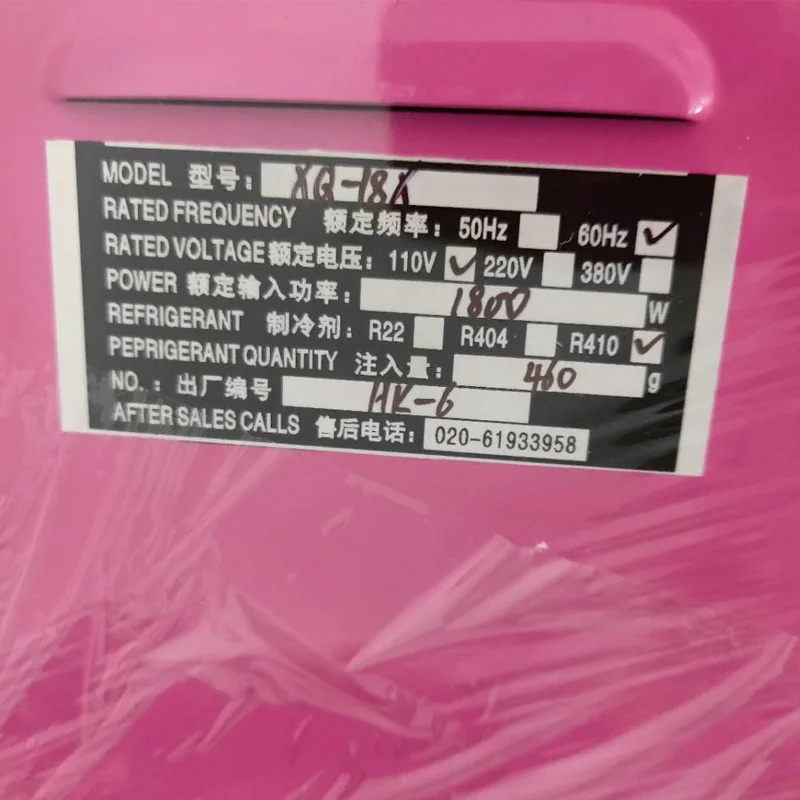 MODEL 型号: XQ-18X
RATED FREQUENCY 额定频率: 50Hz 60Hz ✓
RATED VOLTAGE 额定电压: 110V ✓ 220V 380V
POWER 额定输入功率: 1800 W
REFRIGERANT 制冷剂: R22 R404 R410 ✓
PEPRIGERANT QUANTITY 注入量: 460 g
NO.: 出厂编号 HK-6
AFTER SALES CALLS 售后电话: 020-61933958